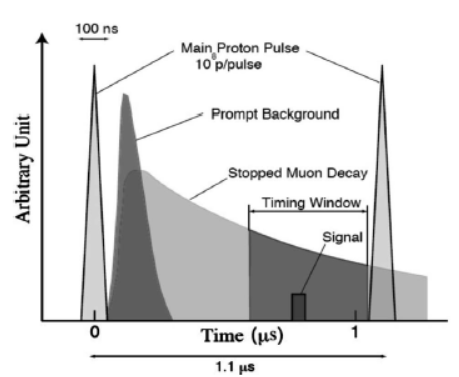 100 ns
Main Proton Pulse
10⁶ p/pulse
Prompt Background
Stopped Muon Decay
Timing Window
Signal
Arbitrary Unit
0
Time (μs)
1
1.1 μs